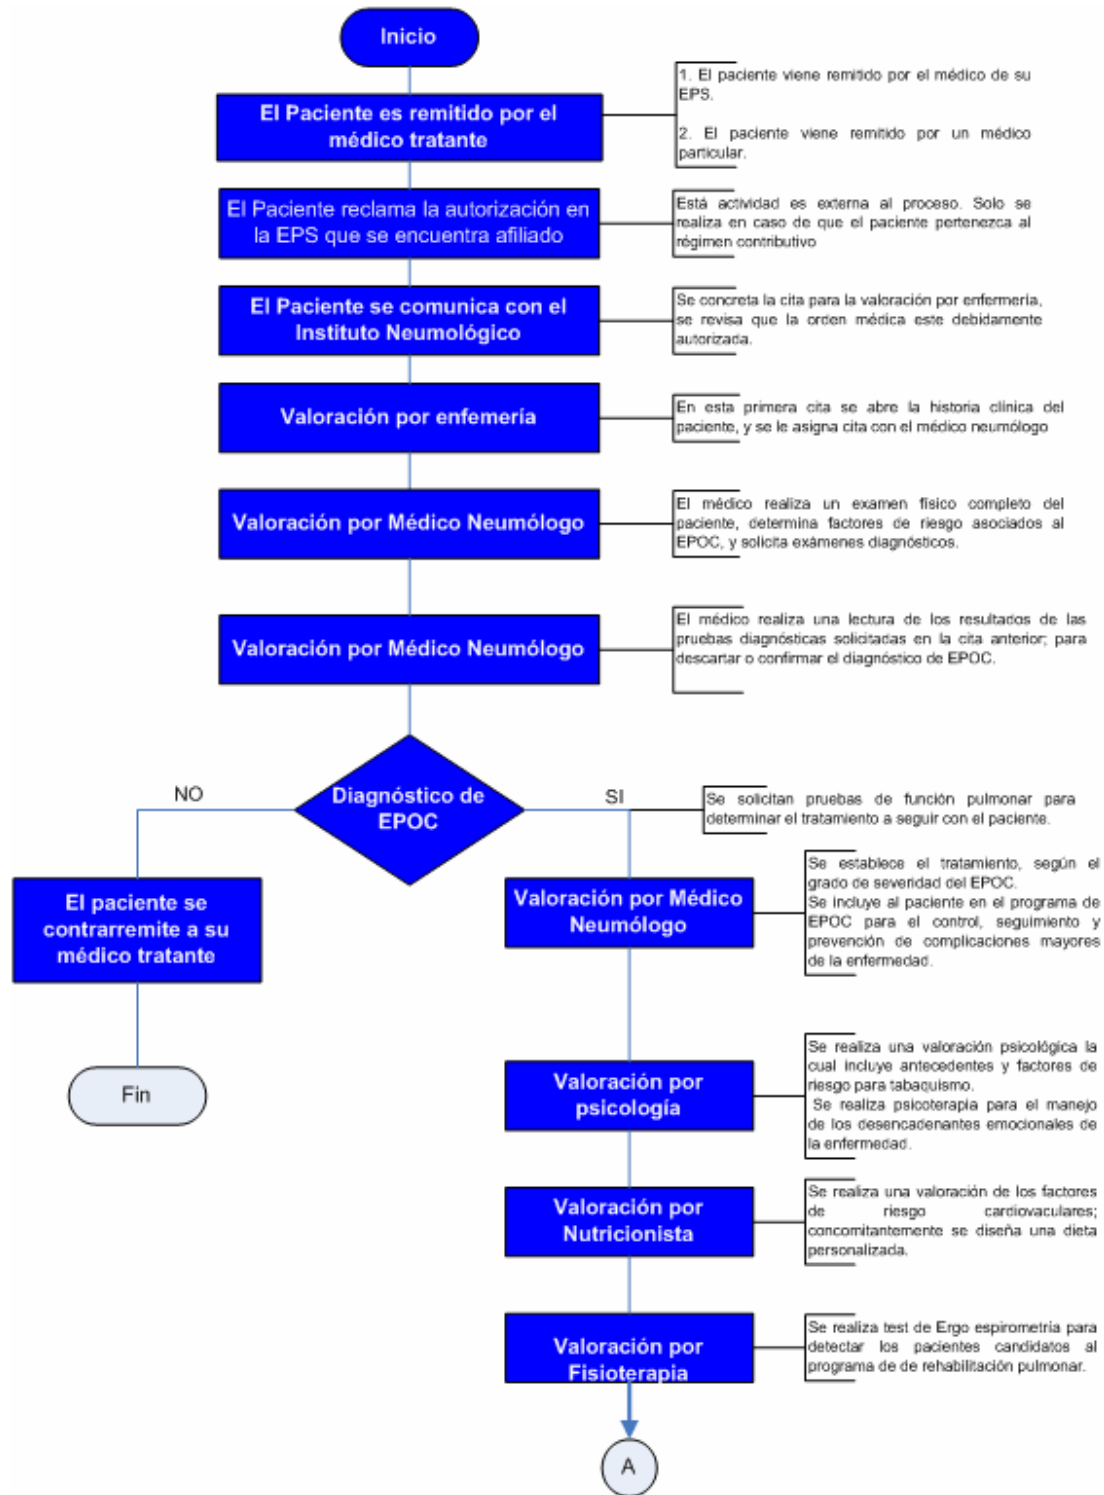 Inicio
El Paciente es remitido por el
médico tratante
1. El paciente viene remitido por el médico de su
EPS.
2. El paciente viene remitido por un médico
particular.
El Paciente reclama la autorización en
la EPS que se encuentra afiliado
Está actividad es externa al proceso. Solo se
realiza en caso de que el paciente pertenezca al
régimen contributivo
El Paciente se comunica con el
Instituto Neumológico
Se concreta la cita para la valoración por enfermería,
se revisa que la orden médica este debidamente
autorizada.
Valoración por enfemería
En esta primera cita se abre la historia clínica del
paciente, y se le asigna cita con el médico neumólogo
Valoración por Médico Neumólogo
El médico realiza un examen físico completo del
paciente, determina factores de riesgo asociados al
EPOC, y solicita exámenes diagnósticos.
Valoración por Médico Neumólogo
El médico realiza una lectura de los resultados de las
pruebas diagnósticas solicitadas en la cita anterior; para
descartar o confirmar el diagnóstico de EPOC.
Diagnóstico de
EPOC
NO
SI
Se solicitan pruebas de función pulmonar para
determinar el tratamiento a seguir con el paciente.
El paciente se
contrarremite a su
médico tratante
Fin
Valoración por Médico
Neumólogo
Se establece el tratamiento, según el
grado de severidad del EPOC.
Se incluye al paciente en el programa de
EPOC para el control, seguimiento y
prevención de complicaciones mayores
de la enfermedad.
Valoración por
psicología
Se realiza una valoración psicológica la
cual incluye antecedentes y factores de
riesgo para tabaquismo.
Se realiza psicoterapia para el manejo
de los desencadenantes emocionales de
la enfermedad.
Valoración por
Nutricionista
Se realiza una valoración de los factores
de riesgo cardiovaculares;
concomitantemente se diseña una dieta
personalizada.
Valoración por
Fisioterapia
Se realiza test de Ergo espirometría para
detectar los pacientes candidatos al
programa de de rehabilitación pulmonar.
A